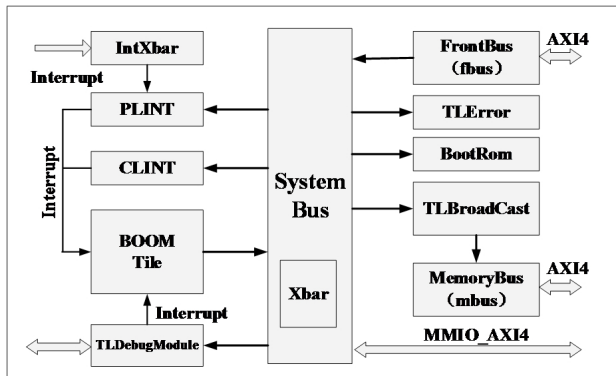 IntXbar
Interrupt
PLINT
CLINT
Interrupt
BOOM
Tile
Interrupt
TLDebugModule
System
Bus
Xbar
FrontBus
(fbus)
AXI4
TLError
BootRom
TLBroadCast
MemoryBus
(mbus)
AXI4
MMIO_AXI4